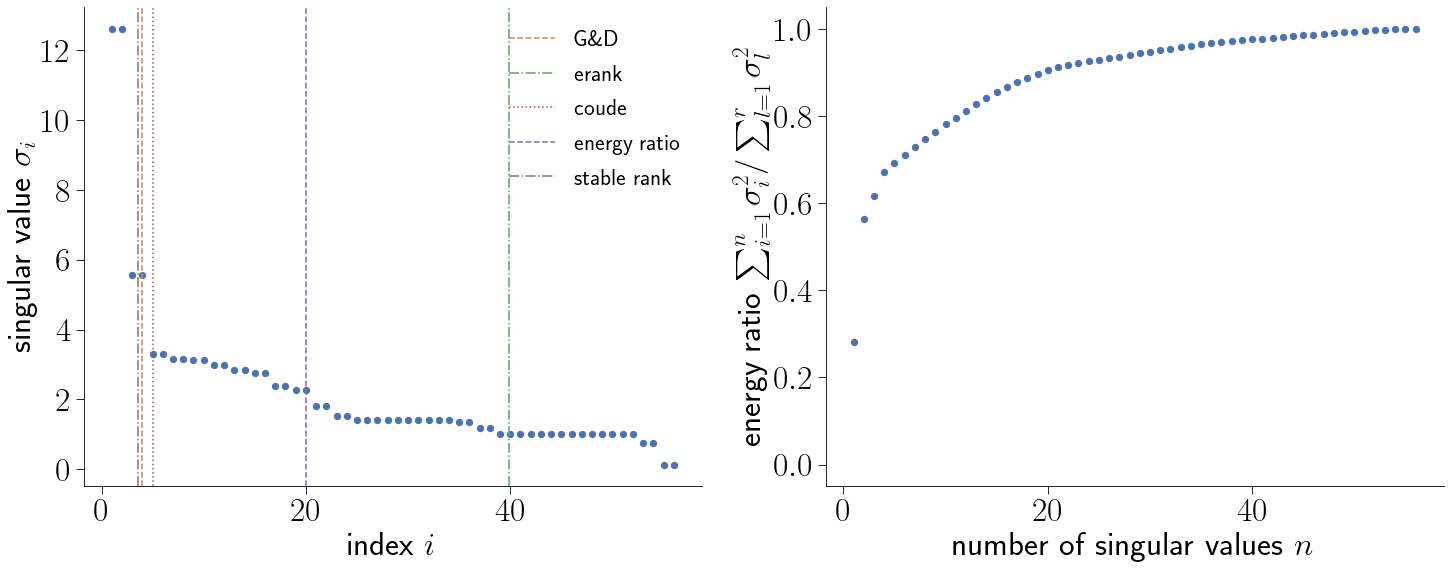 singular value σ_i
12
10
8
6
4
2
0
0 20 40
index i
G&D
erank
coude
energy ratio
stable rank
energy ratio ∑_{i=1}^{n} σ_i^2 / ∑_{l=1}^{r} σ_l^2
1.0
0.8
0.6
0.4
0.2
0.0
0 20 40
number of singular values n